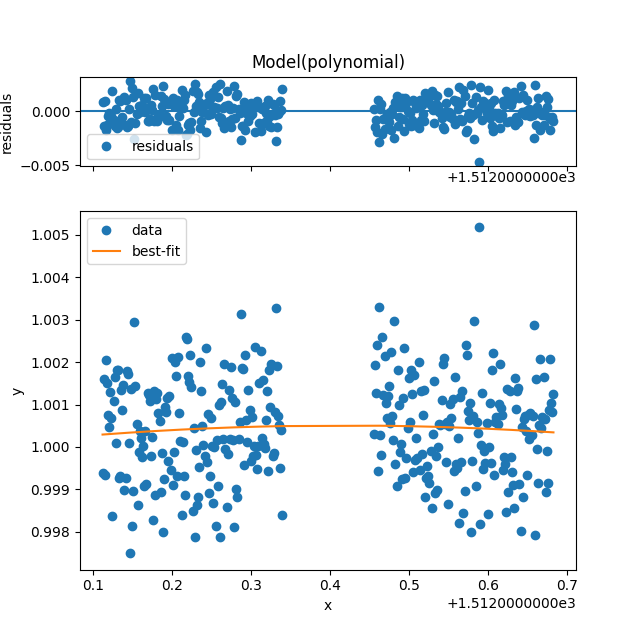 Model(polynomial)
residuals
0.000
−0.005
residuals
+1.5120000000e3
y
1.005
1.004
1.003
1.002
1.001
1.000
0.999
0.998
data
best-fit
0.1 0.2 0.3 0.4 0.5 0.6 0.7
x
+1.5120000000e3